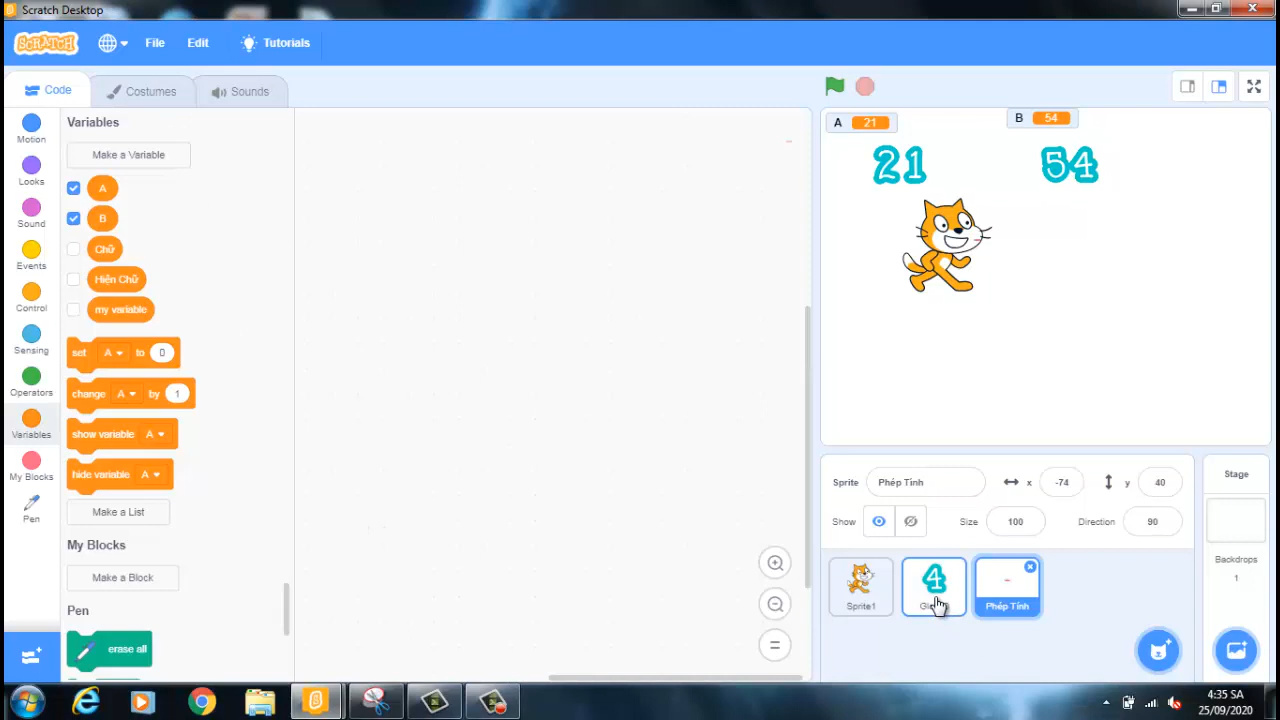 Scratch Desktop
SCRATCH File Edit Tutorials
Code Costumes Sounds
Motion
Looks
Sound
Events
Control
Sensing
Operators
Variables
My Blocks
Pen
Variables
Make a Variable
A
B
Chữ
Hiện Chữ
my variable
set A to 0
change A by 1
show variable A
hide variable A
Make a List
My Blocks
Make a Block
Pen
erase all
A 21
B 54
21 54
Sprite Phép Tính x -74 y 40
Show Size 100 Direction 90
Sprite1
4
Phép Tính
Stage
Backdrops
1
4:35 SA
25/09/2020